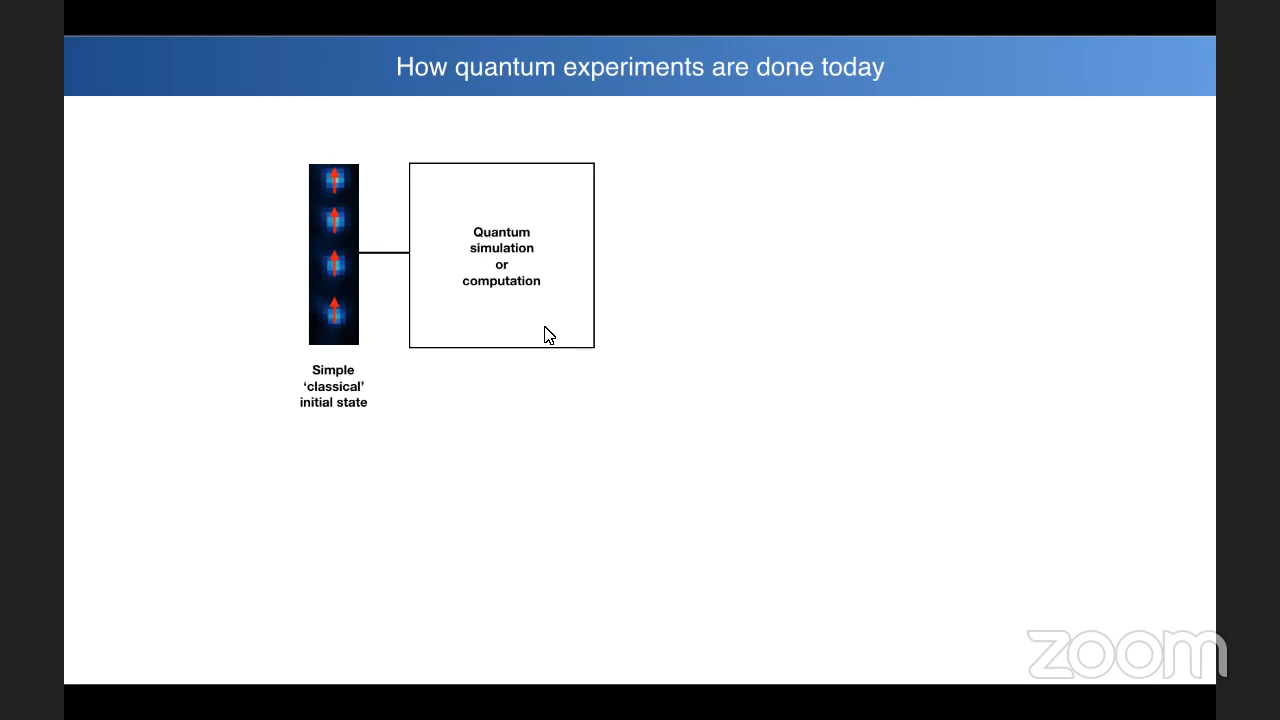 How quantum experiments are done today
Quantum
simulation
or
computation
Simple
‘classical’
initial state
zoom